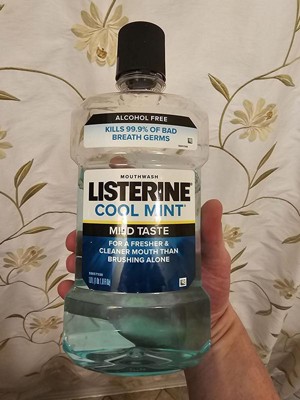 ALCOHOL FREE
KILLS 99.9% OF BAD
BREATH GERMS
MOUTHWASH
LISTERINE
COOL MINT
MILD TASTE
FOR A FRESHER &
CLEANER MOUTH THAN
BRUSHING ALONE